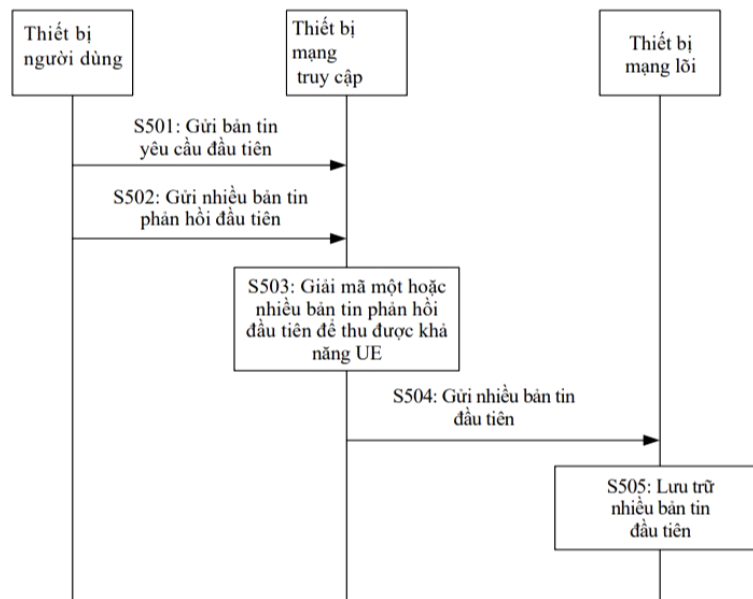 Thiết bị
người dùng
Thiết bị
mạng
truy cập
Thiết bị
mạng lõi
S501: Gửi bản tin
yêu cầu đầu tiên
S502: Gửi nhiều bản tin
phản hồi đầu tiên
S503: Giải mã một hoặc
nhiều bản tin phản hồi
đầu tiên để thu được khả
năng UE
S504: Gửi nhiều bản tin
đầu tiên
S505: Lưu trữ
nhiều bản tin
đầu tiên